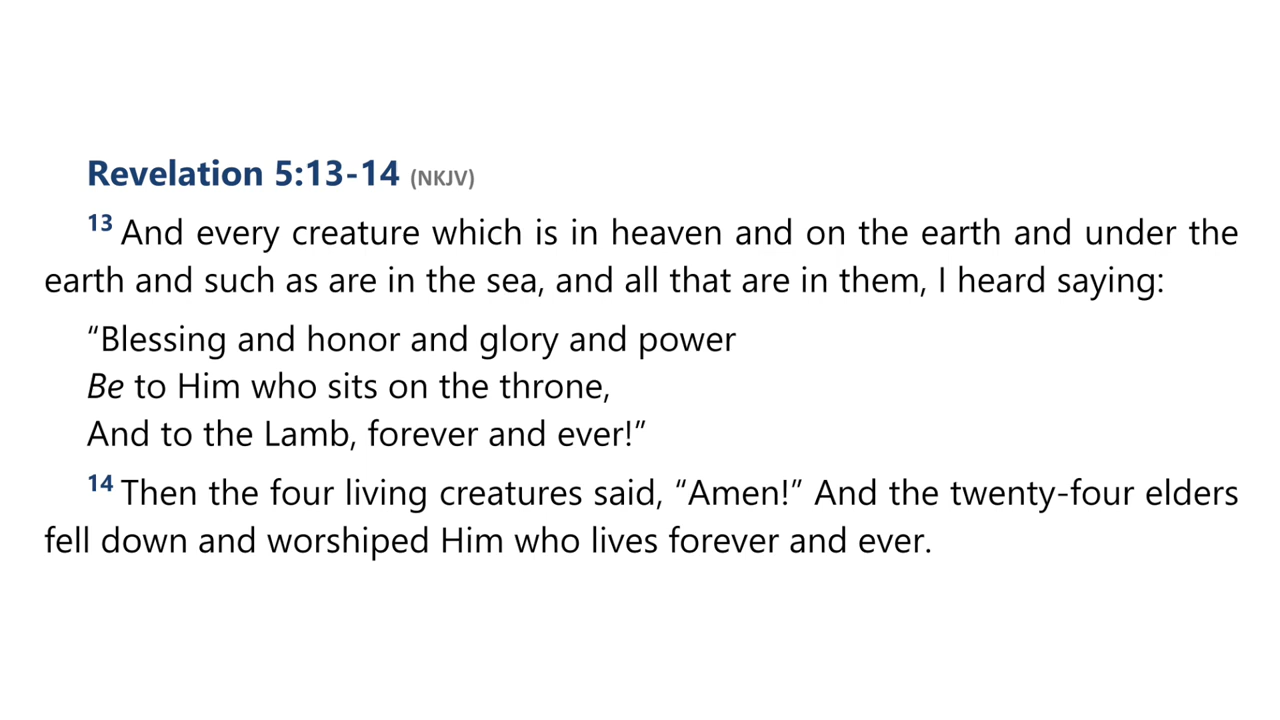 Revelation 5:13-14 (NKJV)
13 And every creature which is in heaven and on the earth and under the
earth and such as are in the sea, and all that are in them, I heard saying:
“Blessing and honor and glory and power
Be to Him who sits on the throne,
And to the Lamb, forever and ever!”
14 Then the four living creatures said, “Amen!” And the twenty-four elders
fell down and worshiped Him who lives forever and ever.